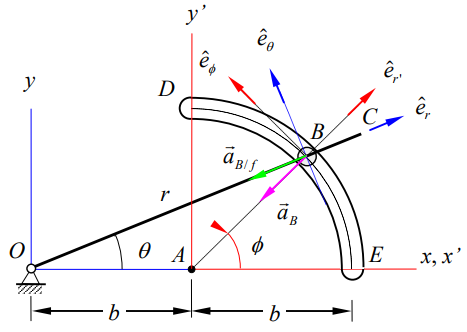 y'
y
ê_ϕ
ê_θ
ê_r'
D
B
C
ê_r
a⃗_B/f
r
a⃗_B
O
θ
A
ϕ
E
x, x'
b
b